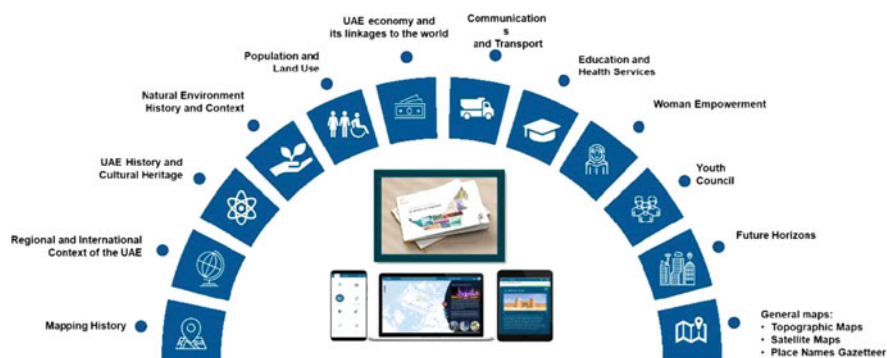 UAE economy and
its linkages to the world
Communication
s
and Transport
Population and
Land Use
Education and
Health Services
Natural Environment
History and Context
Woman Empowerment
UAE History and
Cultural Heritage
Youth
Council
Regional and International
Context of the UAE
Future Horizons
Mapping History
General maps:
• Topographic Maps
• Satellite Maps
• Place Names Gazetteer